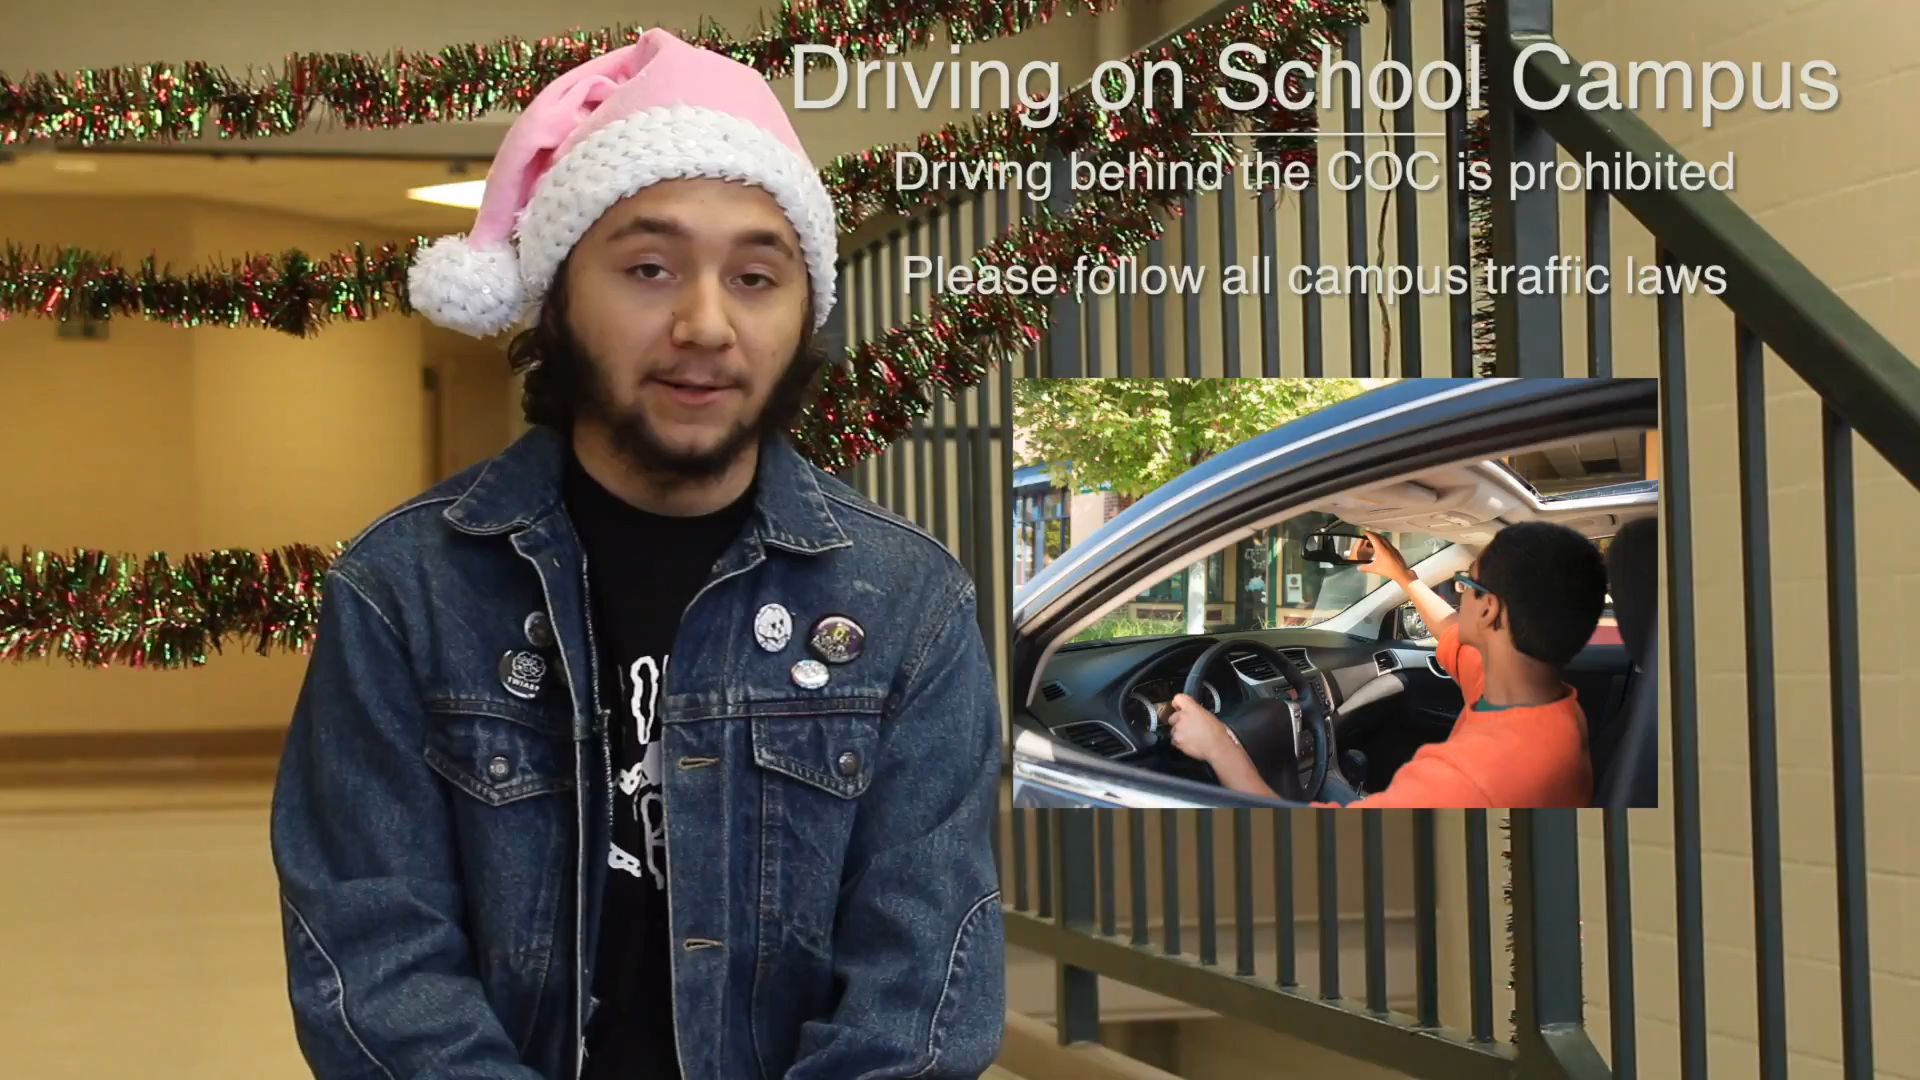 Driving on School Campus
Driving behind the COC is prohibited
Please follow all campus traffic laws